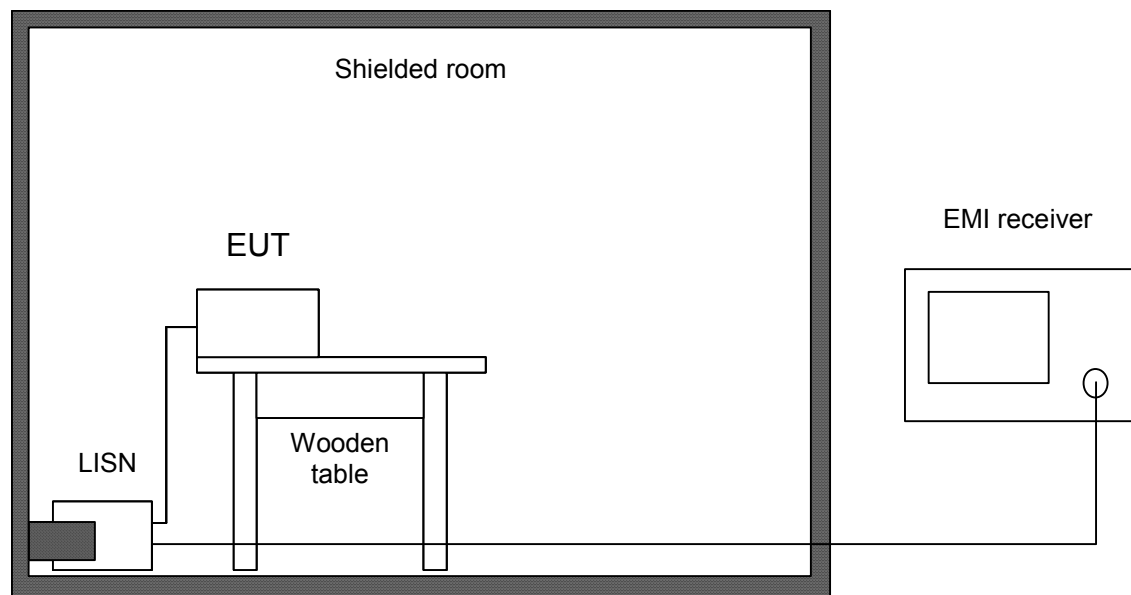 Shielded room
EMI receiver
EUT
Wooden
table
LISN